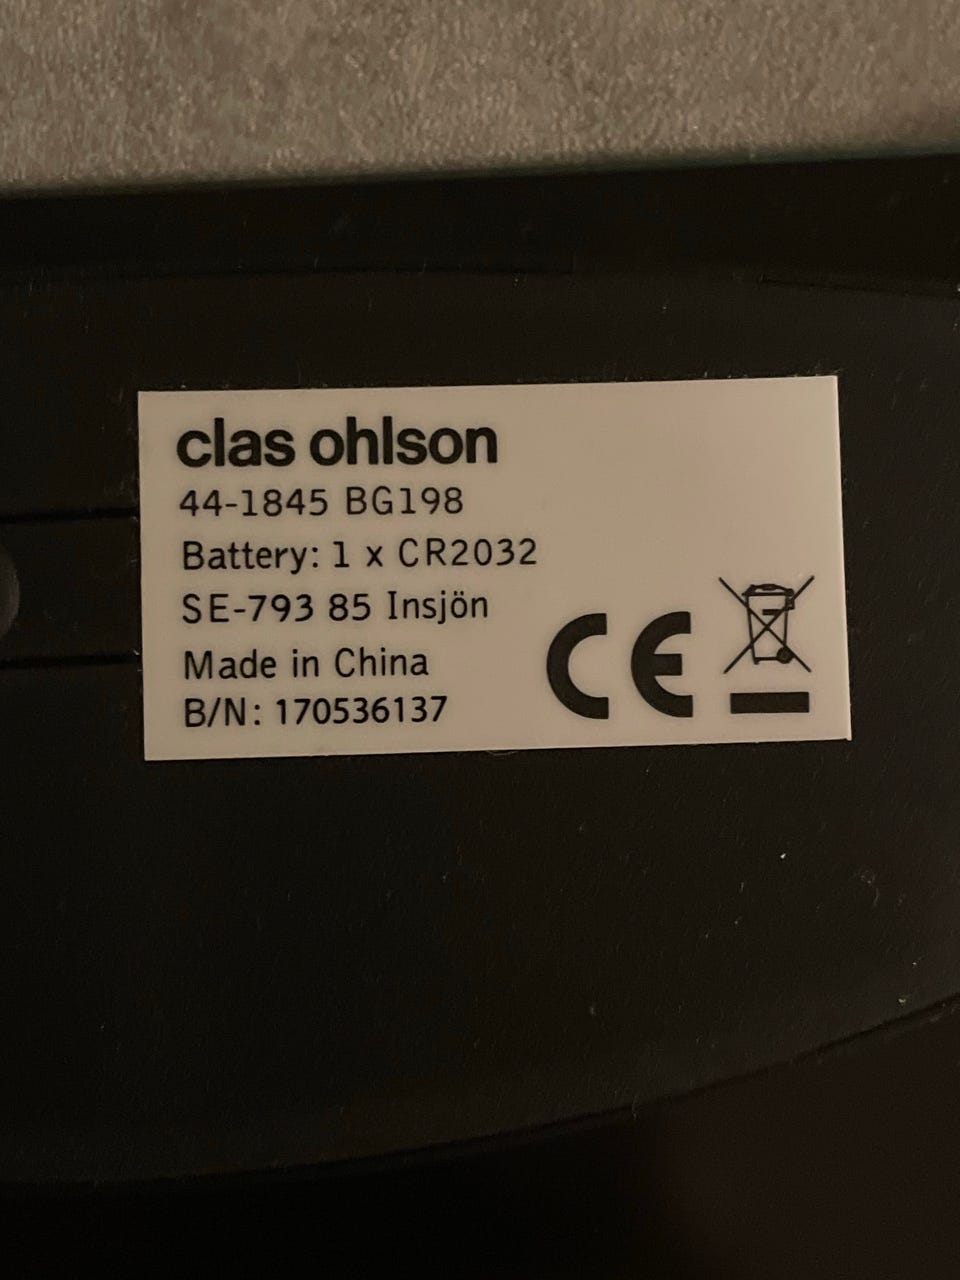 clas ohlson
44-1845 BG198
Battery: 1 x CR2032
SE-793 85 Insjön
Made in China
B/N: 170536137
CE